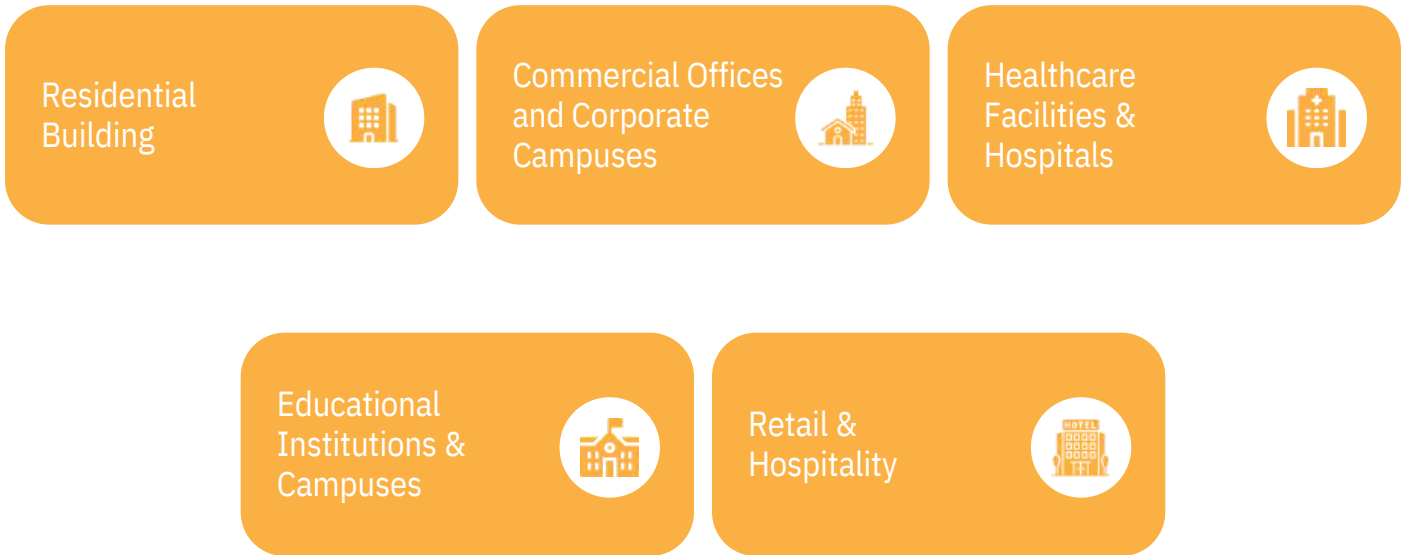 Residential
Building
Commercial Offices
and Corporate
Campuses
Healthcare
Facilities &
Hospitals
Educational
Institutions &
Campuses
Retail &
Hospitality
HOTEL